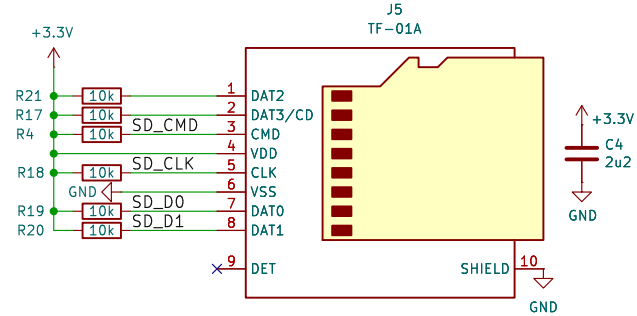 J5
TF-01A
+3.3V
R21 10k 1 DAT2
R17 10k 2 DAT3/CD
R4 10k SD_CMD 3 CMD
4 VDD
R18 10k SD_CLK 5 CLK
GND 6 VSS
R19 10k SD_D0 7 DAT0
R20 10k SD_D1 8 DAT1
9 DET
SHIELD 10
GND
+3.3V
C4
2u2
GND